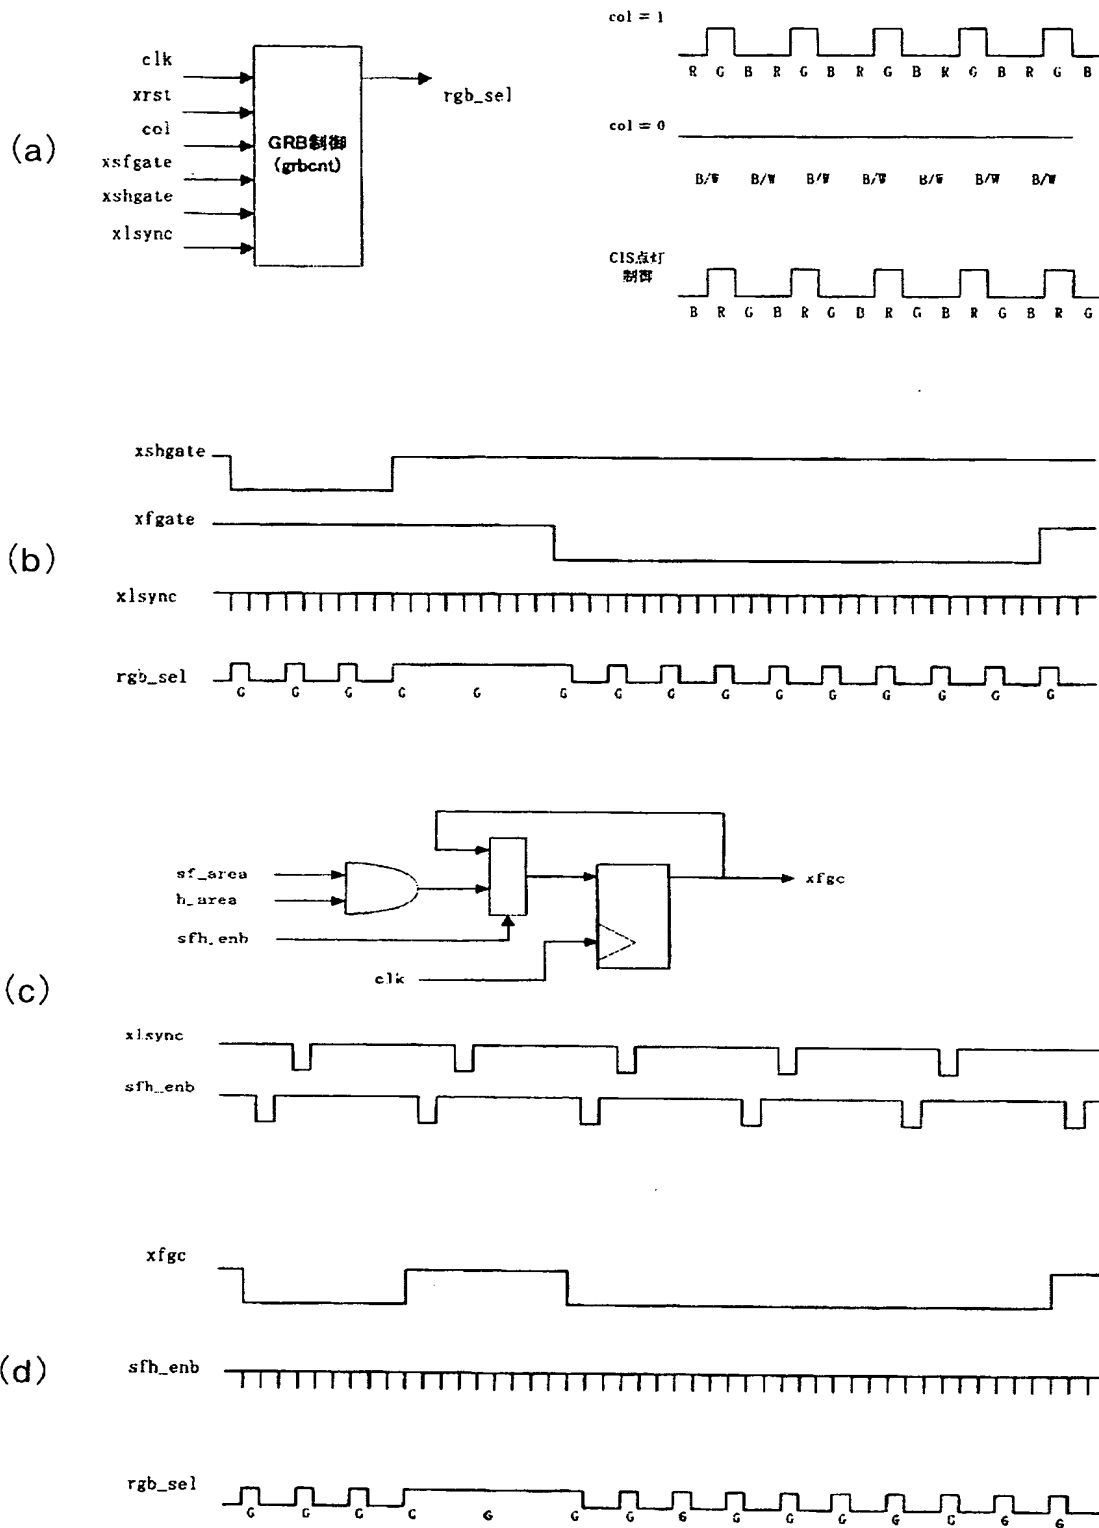 (a)
clk
xrst
col
xsfgate
xshgate
xlsync
GRB制御
(grbcnt)
rgb_sel
col = 1
R G B R G B R G B R G B R G B
col = 0
B/W B/W B/W B/W B/W B/W B/W
CIS点灯
制御
B R G B R G B R G B R G B R G
(b)
xshgate
xfgate
xlsync
rgb_sel
G G G G G G G G G G G G G G G
(c)
sf_area
h_area
sfh_enb
clk
xfgc
xlsync
sfh_enb
(d)
xfgc
sfh_enb
rgb_sel
G G G G G G G G G G G G G G G